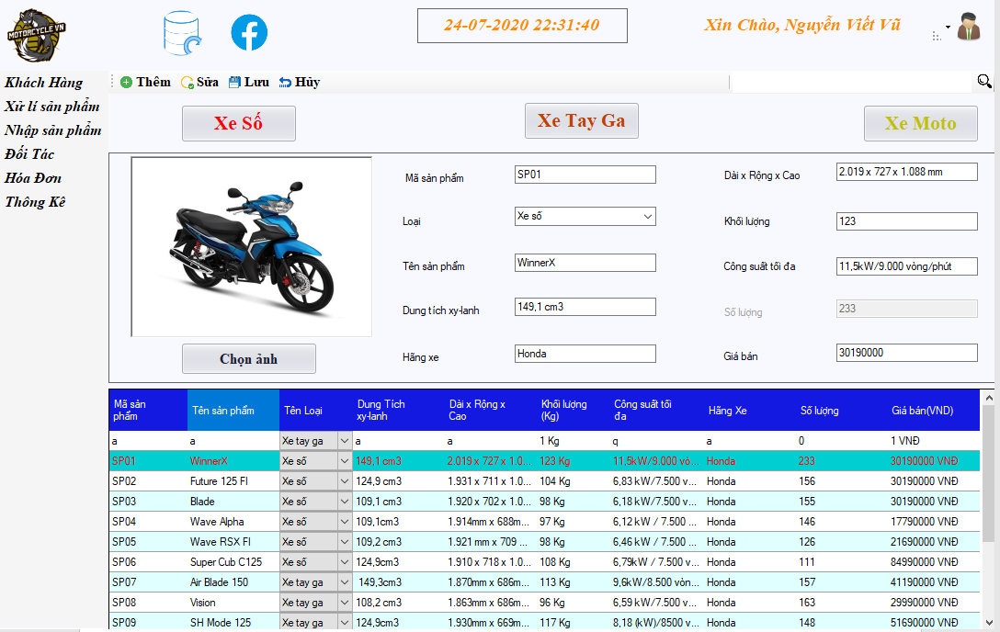 MOTORCYCLE VN
24-07-2020 22:31:40
Xin Chào, Nguyễn Viết Vũ
Khách Hàng
Xử lí sản phẩm
Nhập sản phẩm
Đối Tác
Hóa Đơn
Thông Kê
Thêm Sửa Lưu Hủy
Xe Số
Xe Tay Ga
Xe Moto
Chọn ảnh
Mã sản phẩm SP01
Loại Xe số
Tên sản phẩm WinnerX
Dung tích xy-lanh 149,1 cm3
Hãng xe Honda
Dài x Rộng x Cao 2.019 x 727 x 1.088 mm
Khối lượng 123
Công suất tối đa 11,5kW/9.000 vòng/phút
Số lượng 233
Giá bán 30190000
Mã sản phẩm Tên sản phẩm Tên Loại Dung Tích xy-lanh Dài x Rộng x Cao Khối lượng (Kg) Công suất tối đa Hãng Xe Số lượng Giá bán(VND)
a a Xe tay ga a a 1 Kg q a 0 1 VNĐ
SP01 WinnerX Xe số 149,1 cm3 2.019 x 727 x 1.0... 123 Kg 11,5kW/9.000 vò... Honda 233 30190000 VNĐ
SP02 Future 125 FI Xe số 124,9 cm3 1.931 x 711 x 1.0... 104 Kg 6,83 kW/7.500 v... Honda 156 30190000 VNĐ
SP03 Blade Xe số 109,1 cm3 1.920 x 702 x 1.0... 98 Kg 6,18 kW/7.500 v... Honda 155 30190000 VNĐ
SP04 Wave Alpha Xe số 109,1cm3 1.914mm x 688m... 97 Kg 6,12 kW / 7.500 ... Honda 146 17790000 VNĐ
SP05 Wave RSX FI Xe số 109,2 cm3 1.921 mm x 709 ... 98 Kg 6,46 kW / 7.500 ... Honda 126 21690000 VNĐ
SP06 Super Cub C125 Xe số 124,9cm3 1.910 x 718 x 1.0... 108 Kg 6,79kW / 7.500 v... Honda 111 84990000 VNĐ
SP07 Air Blade 150 Xe tay ga 149,3cm3 1.870mm x 686m... 113 Kg 9,6kW/8.500 vòn... Honda 157 41190000 VNĐ
SP08 Vision Xe tay ga 108,2 cm3 1.863mm x 686m... 96 Kg 6,59 kW/7.500 v... Honda 163 29990000 VNĐ
SP09 SH Mode 125 Xe tay ga 124,9cm3 1.930mm x 669m... 117 Kg 8,18 (kW)/8500 v... Honda 148 51690000 VNĐ